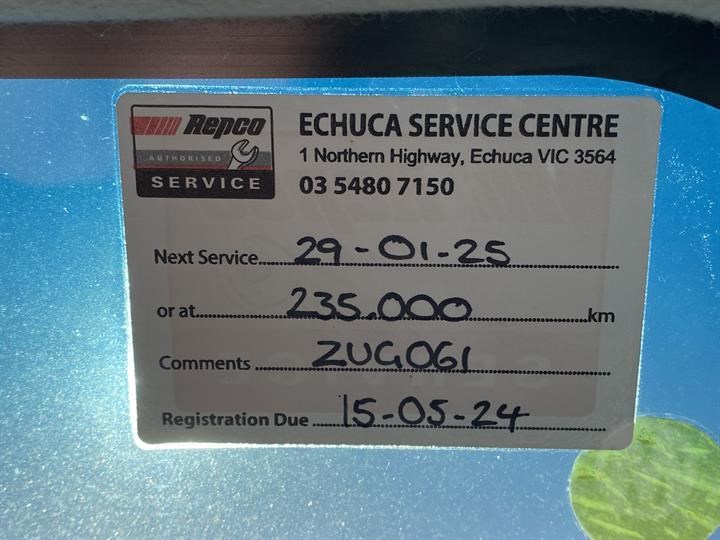 Repco
AUTHORISED
SERVICE
ECHUCA SERVICE CENTRE
1 Northern Highway, Echuca VIC 3564
03 5480 7150
Next Service 29-01-25
or at 235.000 km
Comments ZUG061
Registration Due 15-05-24